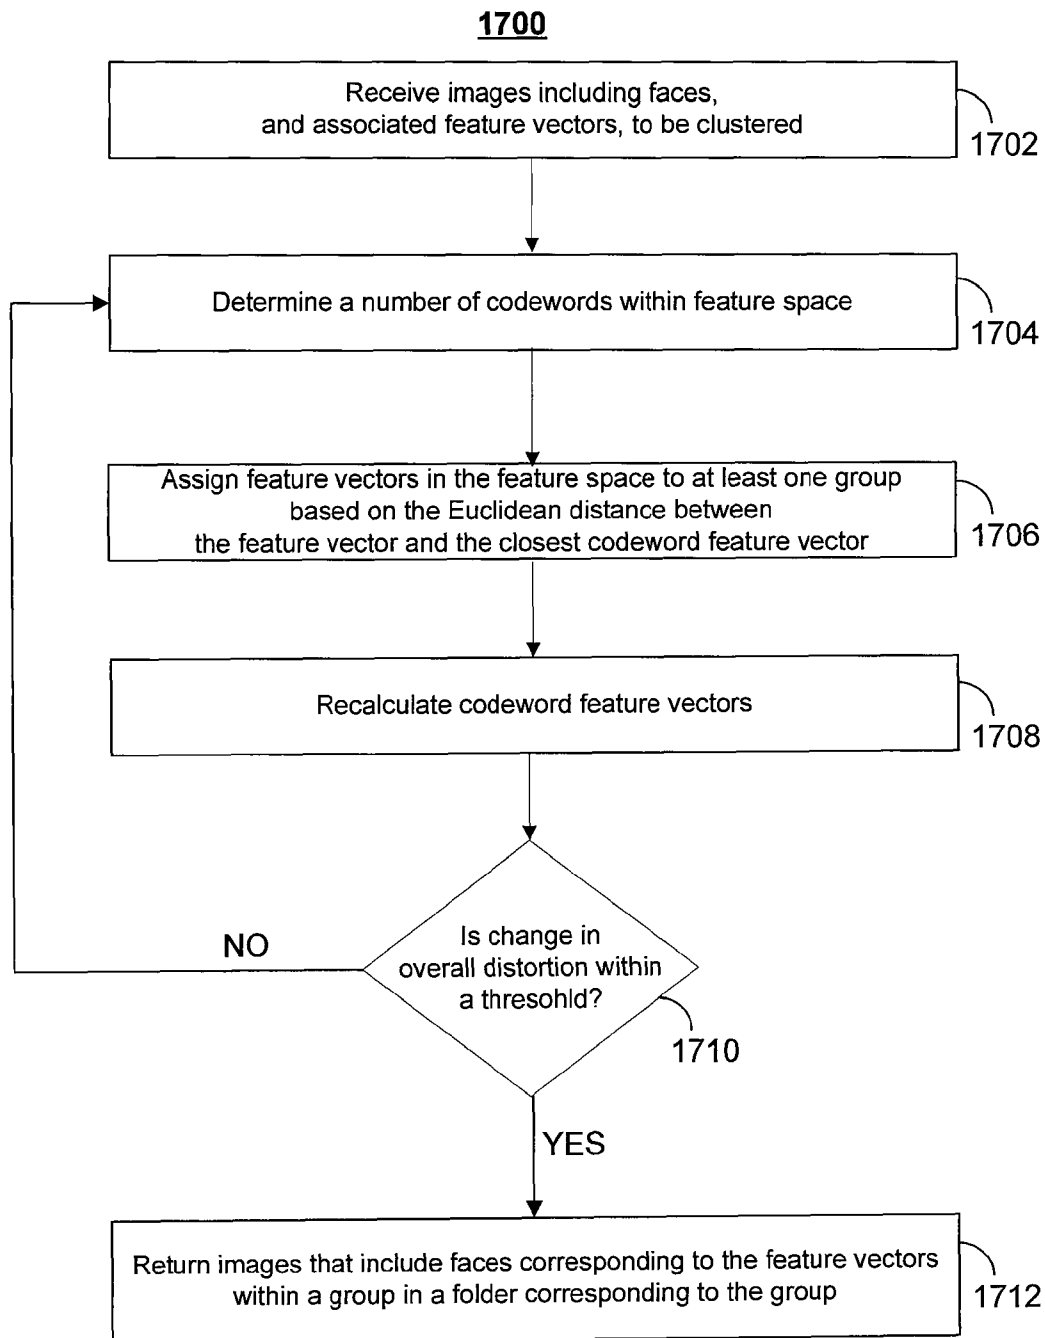 1700
Receive images including faces,
and associated feature vectors, to be clustered
1702
Determine a number of codewords within feature space
1704
Assign feature vectors in the feature space to at least one group
based on the Euclidean distance between
the feature vector and the closest codeword feature vector
1706
Recalculate codeword feature vectors
1708
NO
Is change in
overall distortion within
a thresohld?
1710
YES
Return images that include faces corresponding to the feature vectors
within a group in a folder corresponding to the group
1712